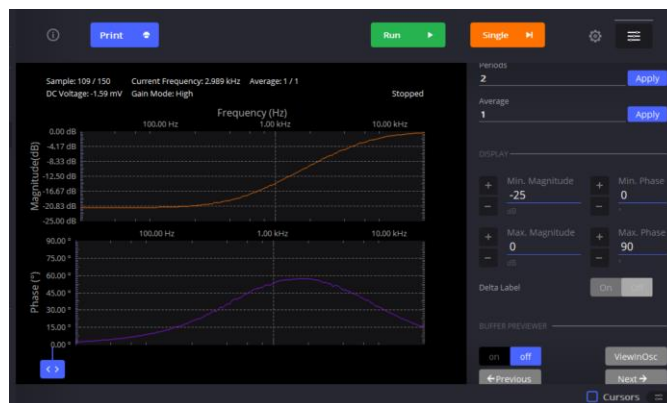 Print
Run
Single
Sample: 109 / 150 Current Frequency: 2.989 kHz Average: 1 / 1
DC Voltage: -1.59 mV Gain Mode: High Stopped
Frequency (Hz)
100.00 Hz 1.00 kHz 10.00 kHz
Magnitude(dB)
0.00 dB
-4.17 dB
-8.33 dB
-12.50 dB
-16.67 dB
-20.83 dB
-25.00 dB
100.00 Hz 1.00 kHz 10.00 kHz
Phase (°)
90.00 °
75.00 °
60.00 °
45.00 °
30.00 °
15.00 °
0.00 °
Periods
2 Apply
Average
1 Apply
DISPLAY
+ Min. Magnitude + Min. Phase
-25 0
− dB − °
+ Max. Magnitude + Max. Phase
0 90
− dB − °
Delta Label On
BUFFER PREVIEWER
on off ViewInOsc
←Previous Next→
Cursors